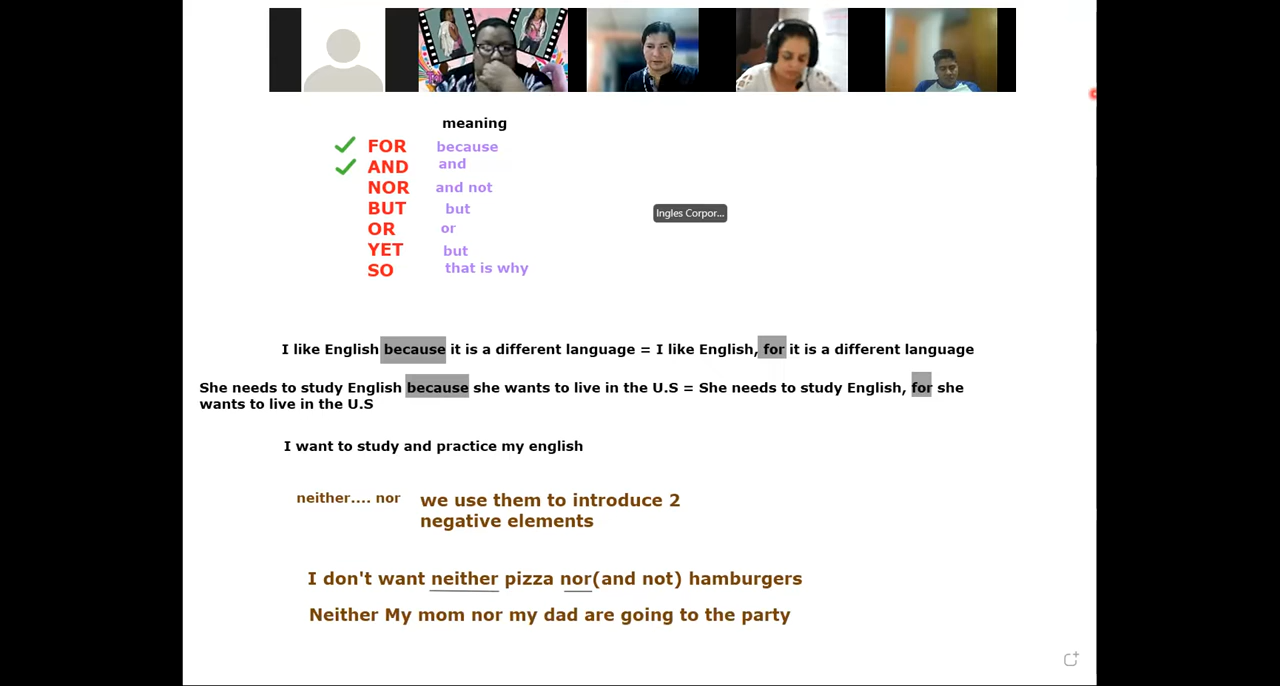 meaning
FOR because
AND and
NOR and not
BUT but
Ingles Corpor...
OR or
YET but
SO that is why
I like English because it is a different language = I like English, for it is a different language
She needs to study English because she wants to live in the U.S = She needs to study English, for she
wants to live in the U.S
I want to study and practice my english
neither.... nor we use them to introduce 2
negative elements
I don't want neither pizza nor(and not) hamburgers
Neither My mom nor my dad are going to the party